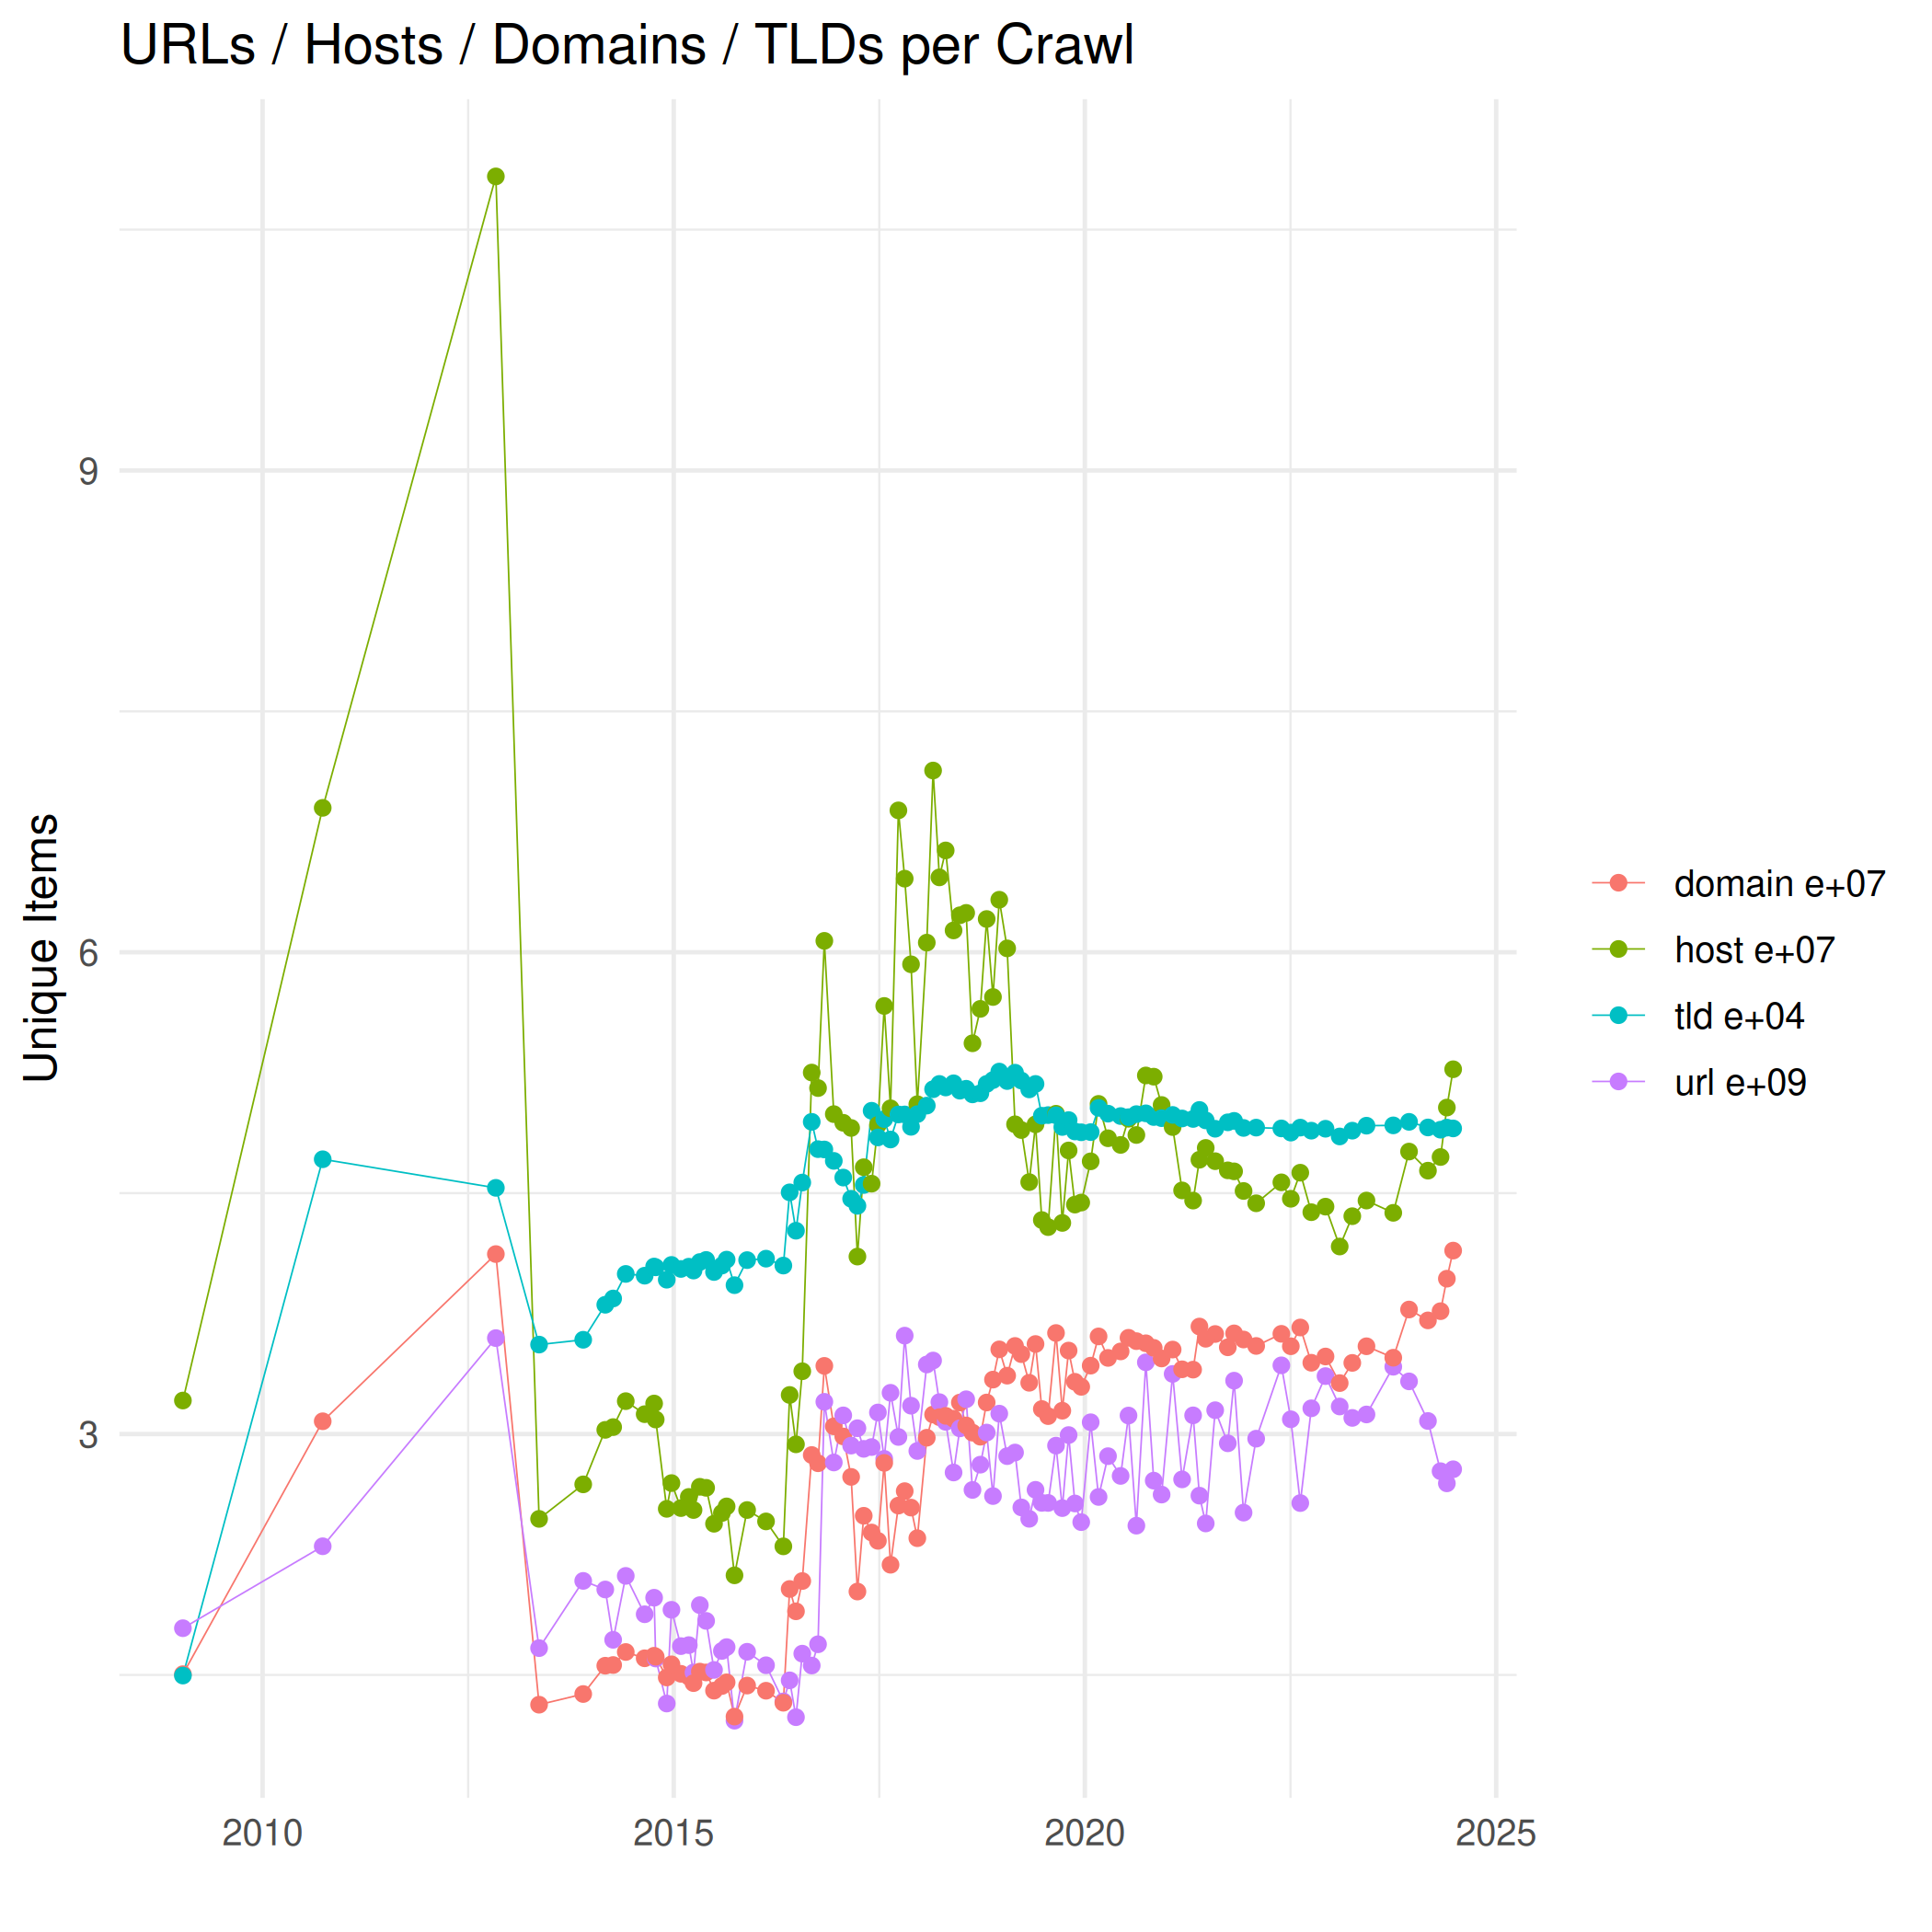 URLs / Hosts / Domains / TLDs per Crawl
Unique Items
9
6
3
2010
2015
2020
2025
domain e+07
host e+07
tld e+04
url e+09